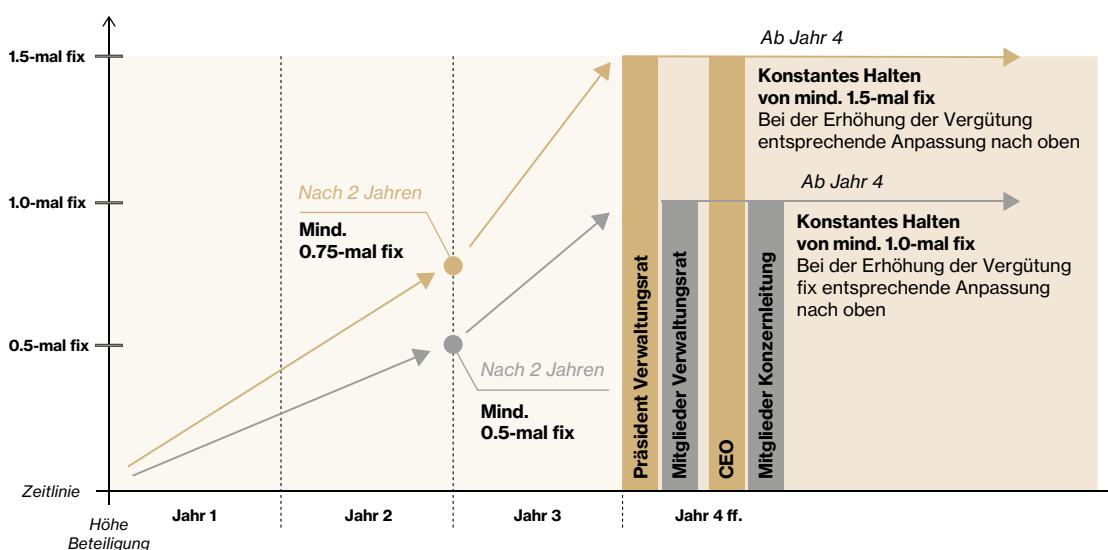 Ab Jahr 4
1.5-mal fix
Konstantes Halten
von mind. 1.5-mal fix
Bei der Erhöhung der Vergütung
entsprechende Anpassung nach oben
Nach 2 Jahren
Mind.
0.75-mal fix
1.0-mal fix
Ab Jahr 4
Konstantes Halten
von mind. 1.0-mal fix
Bei der Erhöhung der Vergütung
fix entsprechende Anpassung
nach oben
0.5-mal fix
Nach 2 Jahren
Mind.
0.5-mal fix
Präsident Verwaltungsrat
Mitglieder Verwaltungsrat
CEO
Mitglieder Konzernleitung
Zeitlinie
Höhe
Beteiligung
Jahr 1
Jahr 2
Jahr 3
Jahr 4 ff.